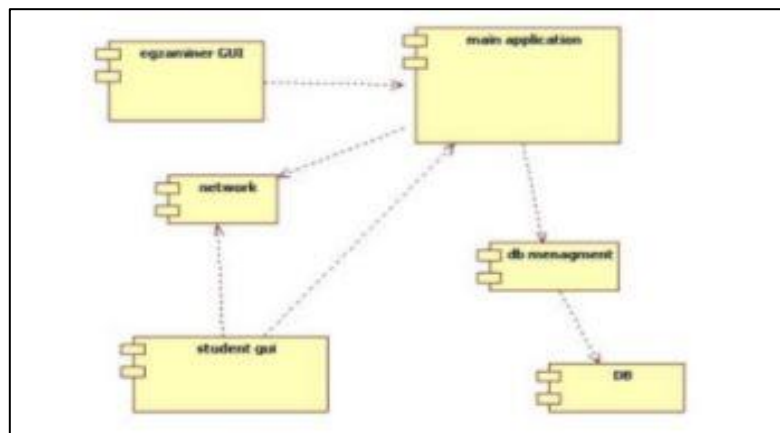 egzaminer GUI
main application
network
db menagment
student gui
DB